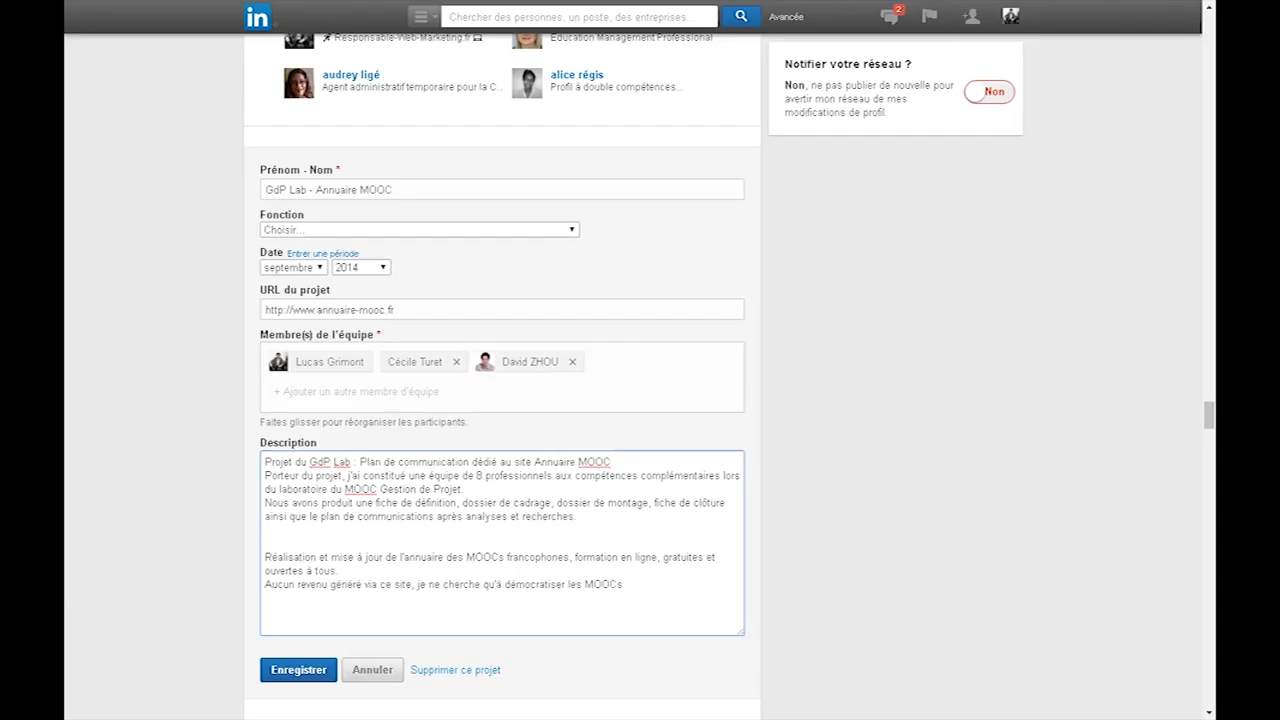 in
Chercher des personnes, un poste, des entreprises...
Avancée
2
Responsable-Web-Marketing.fr
Education Management Professional
audrey ligé
Agent administratif temporaire pour la C...
alice régis
Profil à double compétences...
Notifier votre réseau ?
Non, ne pas publier de nouvelle pour
avertir mon réseau de mes
modifications de profil.
Non
Prénom - Nom *
GdP Lab - Annuaire MOOC
Fonction
Choisir...
Date Entrer une période
septembre 2014
URL du projet
http://www.annuaire-mooc.fr
Membre(s) de l'équipe *
Lucas Grimont Cécile Turet × David ZHOU ×
+ Ajouter un autre membre d'équipe
Faites glisser pour réorganiser les participants.
Description
Projet du GdP Lab : Plan de communication dédié au site Annuaire MOOC
Porteur du projet, j'ai constitué une équipe de 8 professionnels aux compétences complémentaires lors
du laboratoire du MOOC Gestion de Projet.
Nous avons produit une fiche de définition, dossier de cadrage, dossier de montage, fiche de clôture
ainsi que le plan de communications après analyses et recherches.
Réalisation et mise à jour de l'annuaire des MOOCs francophones, formation en ligne, gratuites et
ouvertes à tous.
Aucun revenu généré via ce site, je ne cherche qu'à démocratiser les MOOCs
Enregistrer Annuler Supprimer ce projet